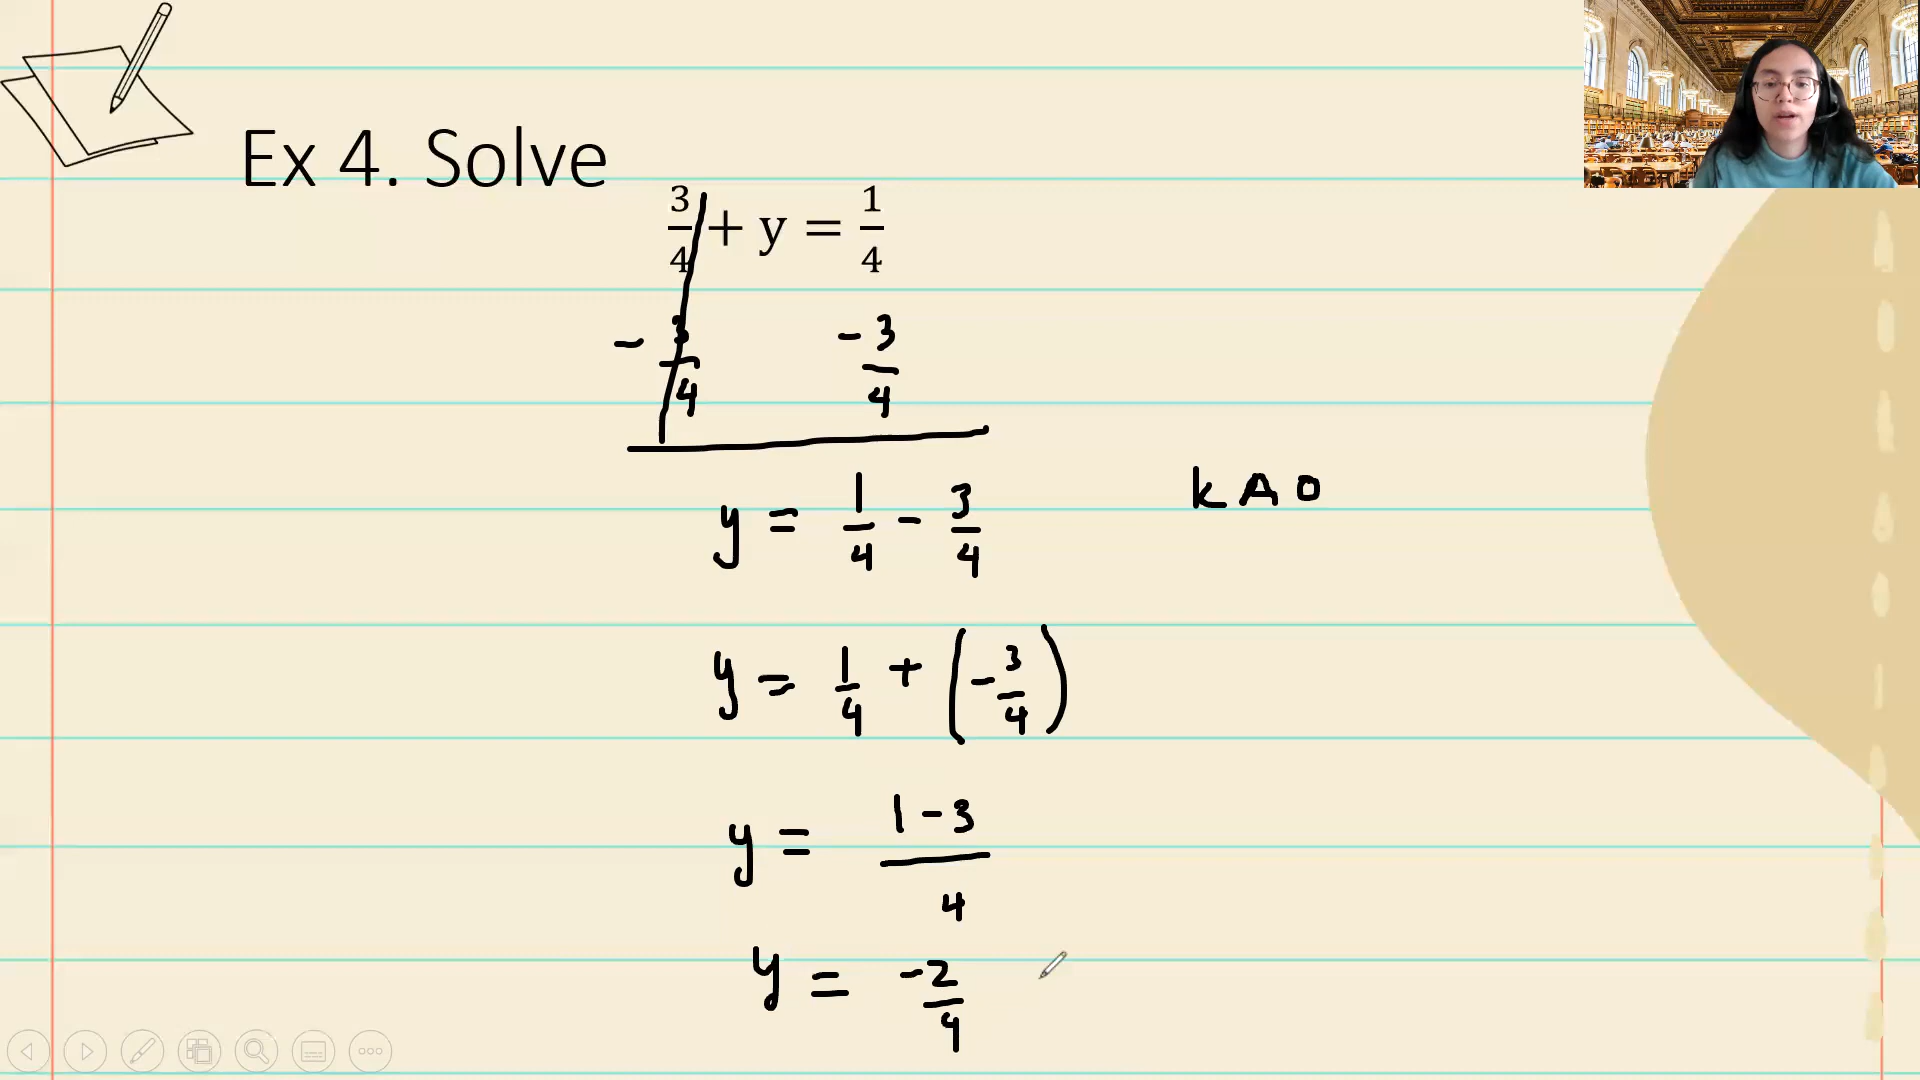 Ex 4. Solve
3/4 + y = 1/4
- 3/4 - 3/4
y = 1/4 - 3/4
KAO
y = 1/4 + (-3/4)
y = 1-3/4
y = -2/4